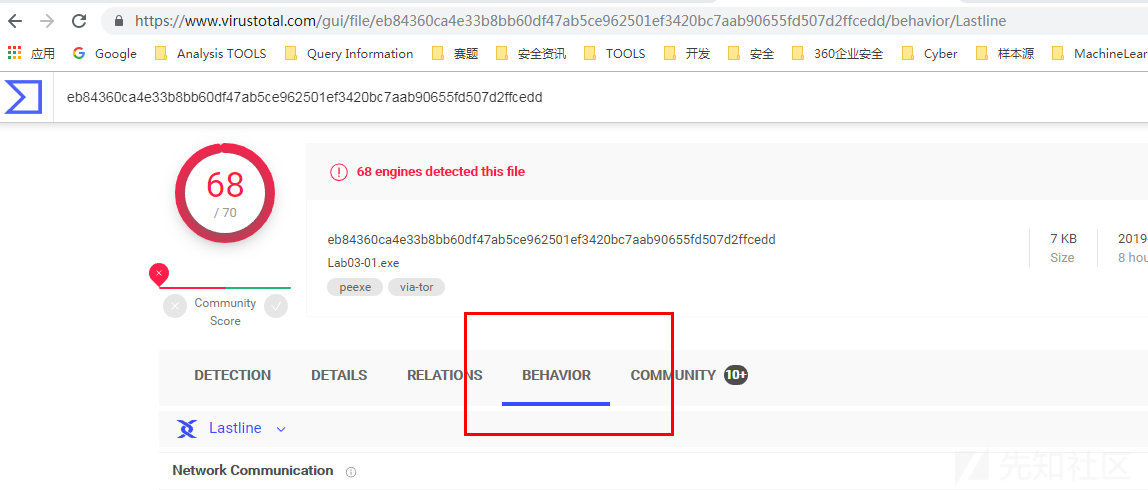 https://www.virustotal.com/gui/file/eb84360ca4e33b8bb60df47ab5ce962501ef3420bc7aab90655fd507d2ffcedd/behavior/Lastline
应用 Google Analysis TOOLS Query Information 赛题 安全资讯 TOOLS 开发 安全 360企业安全 Cyber 样本源 MachineLear
eb84360ca4e33b8bb60df47ab5ce962501ef3420bc7aab90655fd507d2ffcedd
68
/ 70
68 engines detected this file
eb84360ca4e33b8bb60df47ab5ce962501ef3420bc7aab90655fd507d2ffcedd
Lab03-01.exe
peexe via-tor
7 KB
Size
2019
8 hou
Community
Score
DETECTION DETAILS RELATIONS BEHAVIOR COMMUNITY 10+
Lastline
Network Communication
先知社区